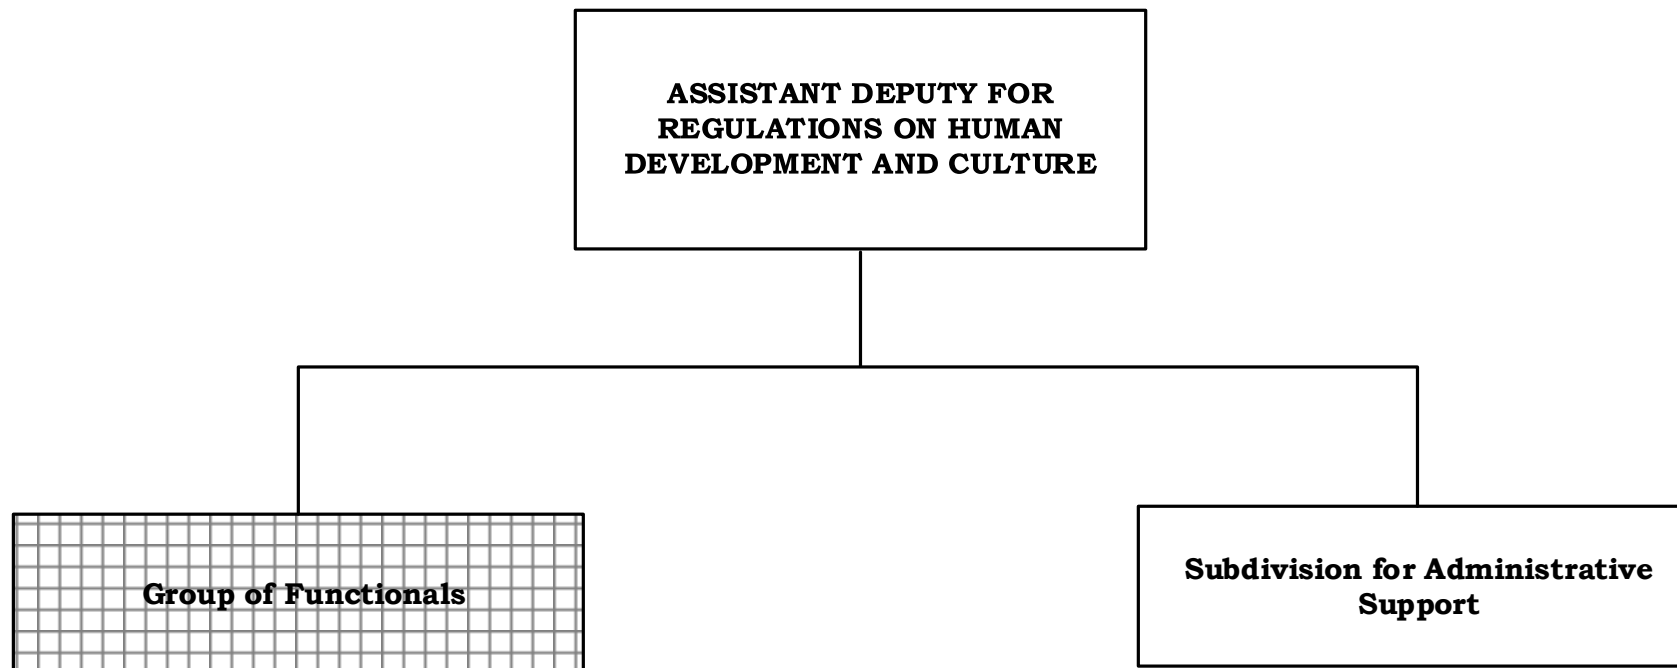 ASSISTANT DEPUTY FOR
REGULATIONS ON HUMAN
DEVELOPMENT AND CULTURE
Group of Functionals
Subdivision for Administrative
Support